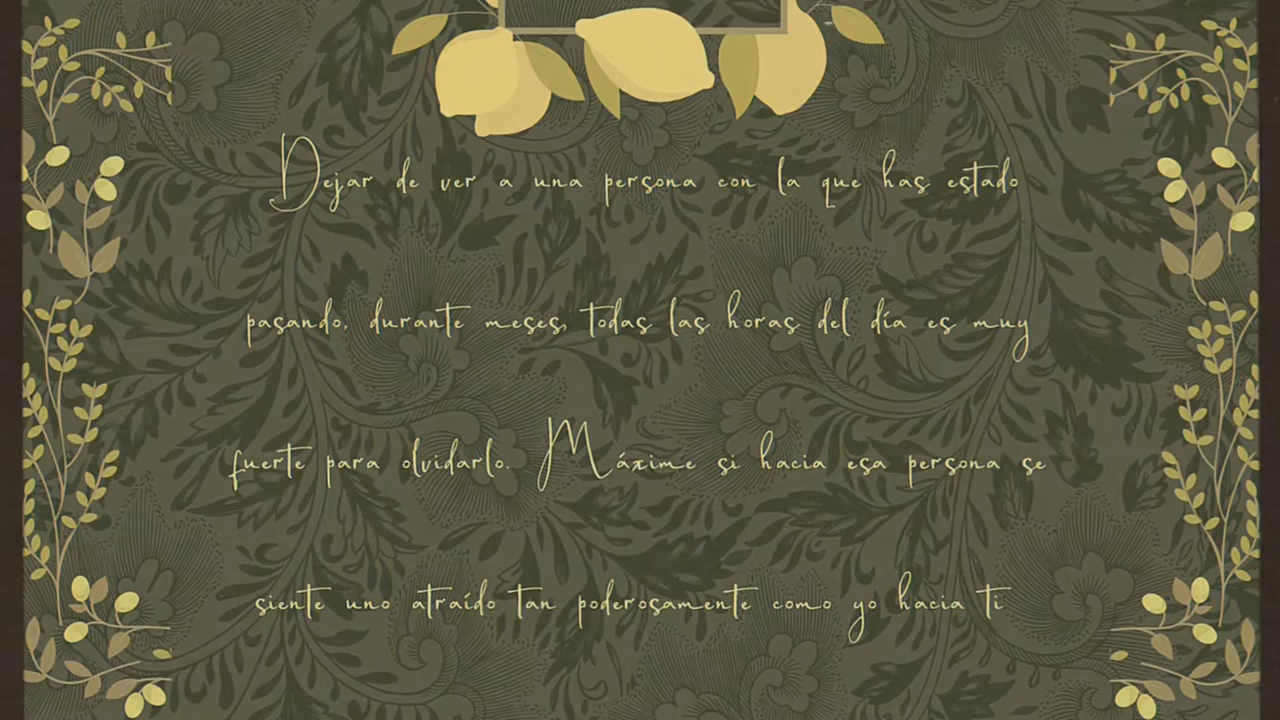 Dejar de ver a una persona con la que has estado
pasando, durante meses, todas las horas del día es muy
fuerte para olvidarlo. Máxime si hacia esa persona se
siente uno atraído tan poderosamente como yo hacia ti